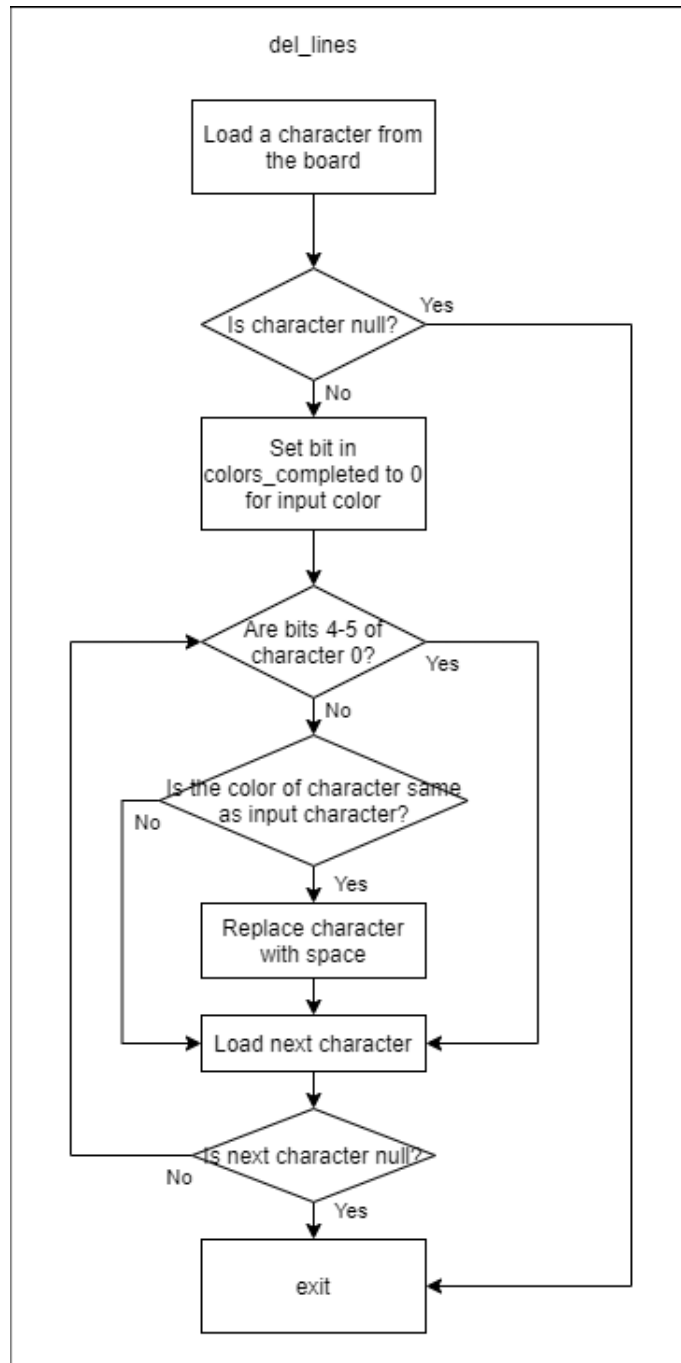 del_lines
Load a character from
the board
Is character null?
Yes
No
Set bit in
colors_completed to 0
for input color
Are bits 4-5 of
character 0?
Yes
No
Is the color of character same
as input character?
No
Yes
Replace character
with space
Load next character
Is next character null?
No
Yes
exit